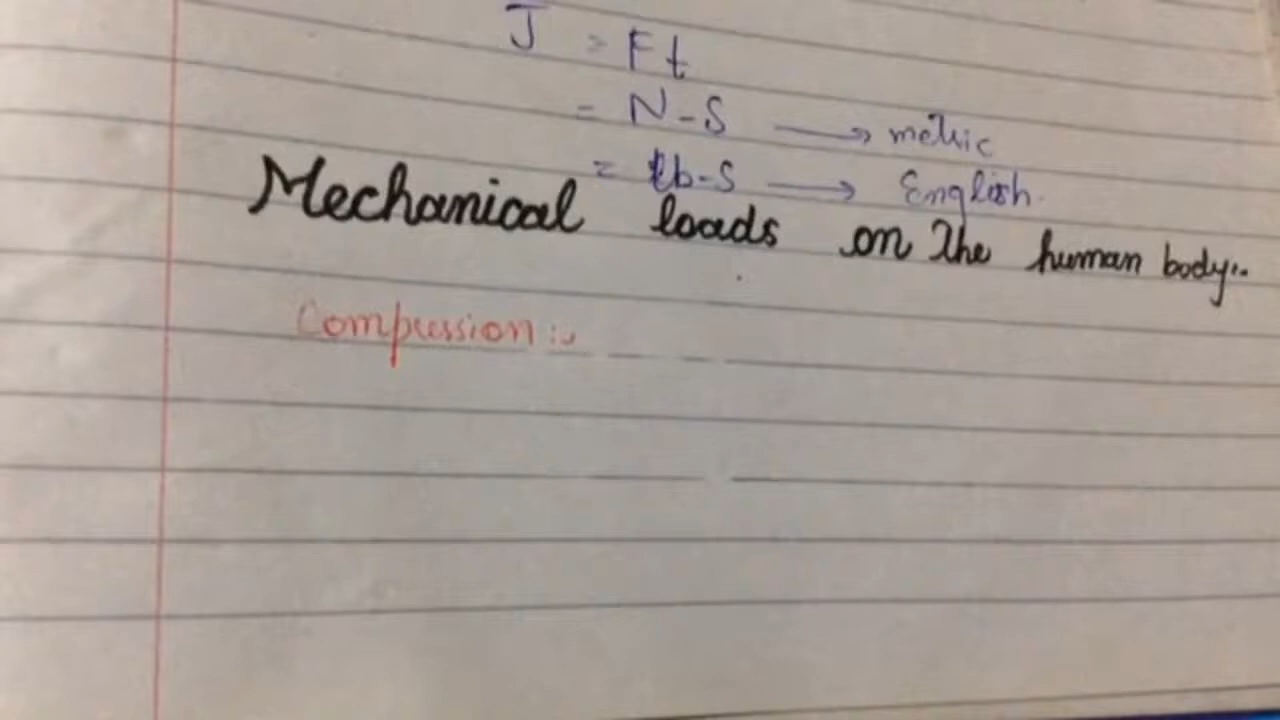 J = Ft
= N-S → metric
= lb-S → English.
Mechanical loads on the human body:-
Compression:-